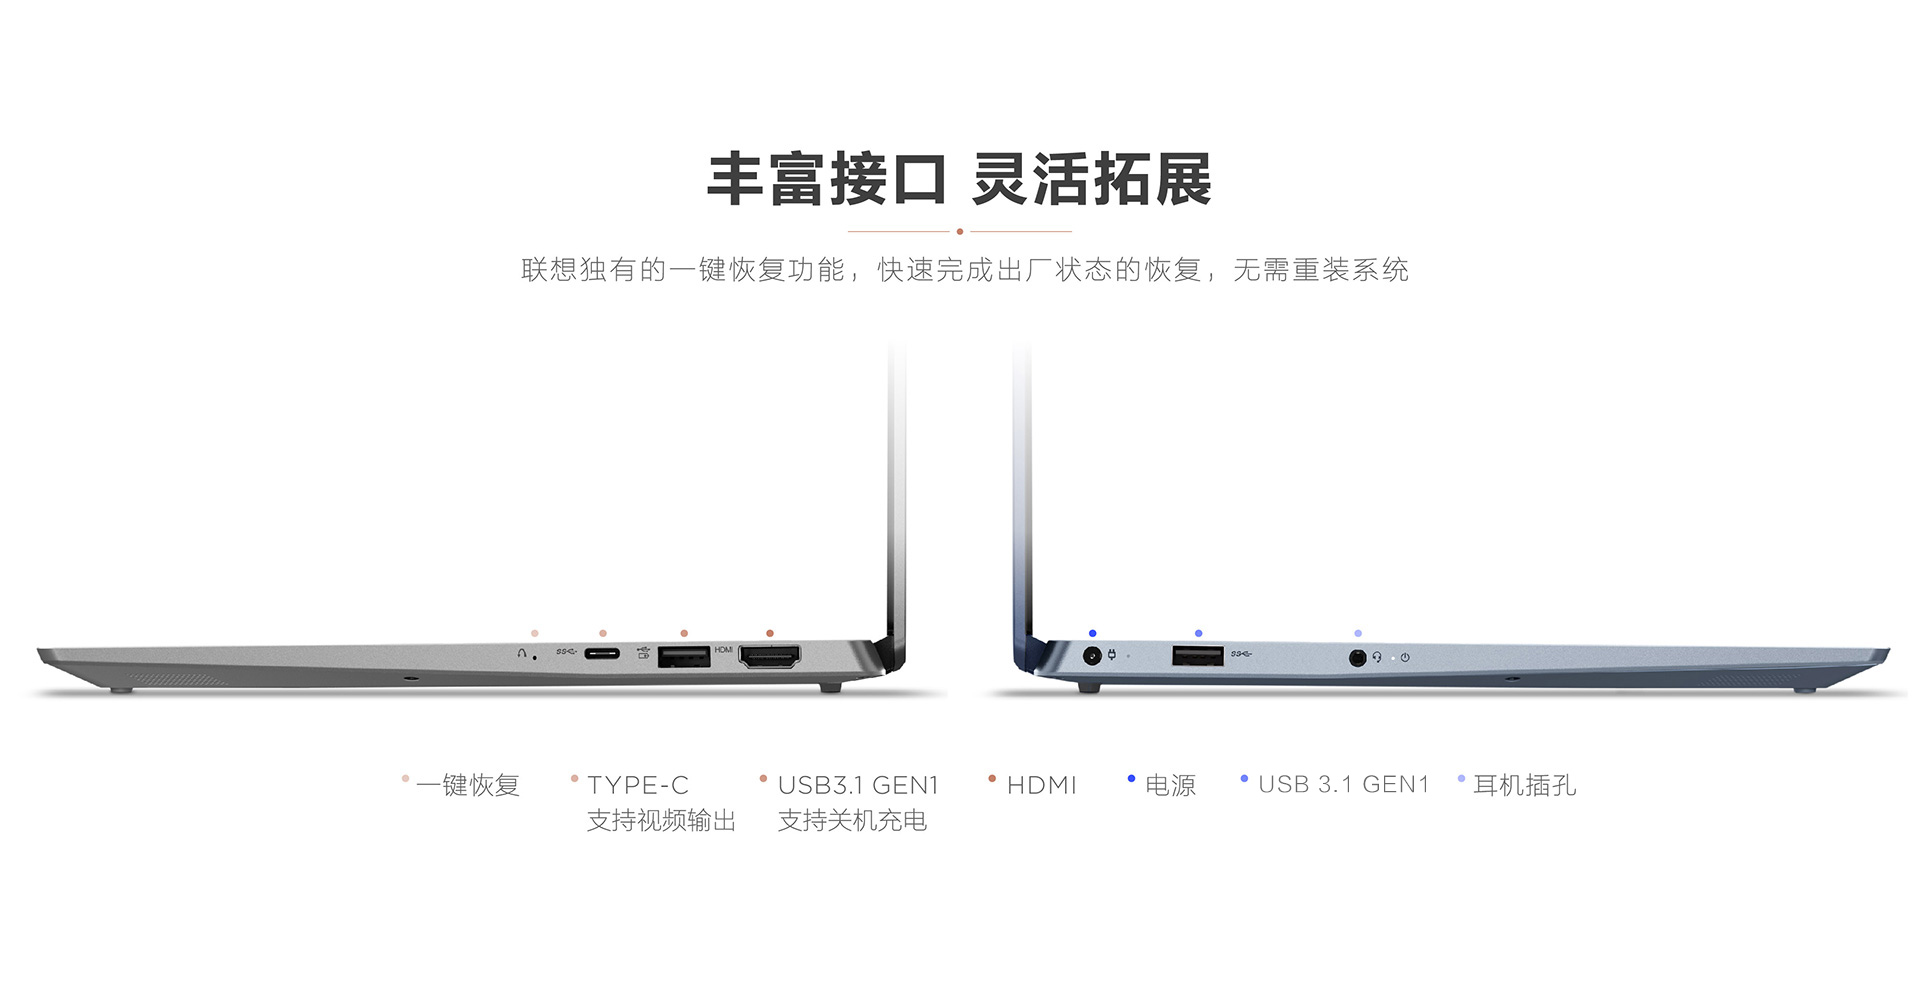 丰富接口 灵活拓展
联想独有的一键恢复功能，快速完成出厂状态的恢复，无需重装系统
HDMI
一键恢复
TYPE-C
支持视频输出
USB3.1 GEN1
支持关机充电
HDMI
电源
USB 3.1 GEN1
耳机插孔